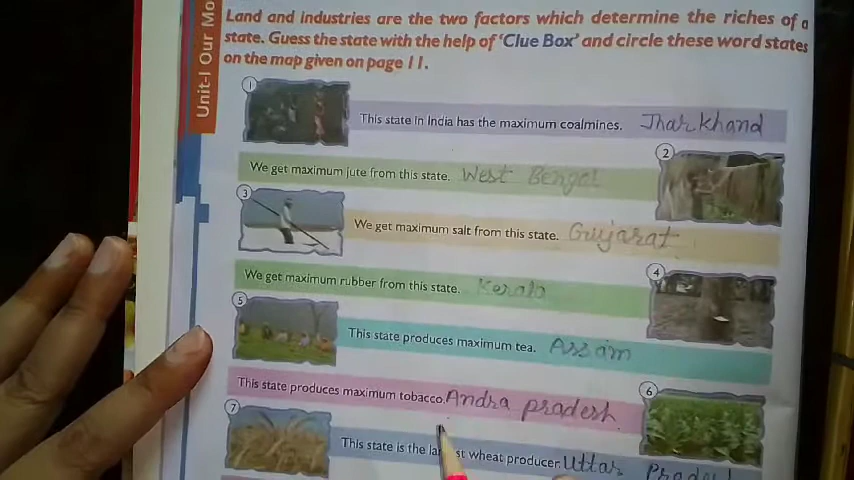 Unit-I Our Mo
Land and industries are the two factors which determine the riches of a
state. Guess the state with the help of 'Clue Box' and circle these word states
on the map given on page 11.
1
This state in India has the maximum coalmines. Jharkhand
2
We get maximum jute from this state. West Bengal
3
We get maximum salt from this state. Gujarat
4
We get maximum rubber from this state. Kerala
5
This state produces maximum tea. Assam
6
This state produces maximum tobacco. Andra pradesh
7
This state is the la st wheat producer. Uttar Pradesh